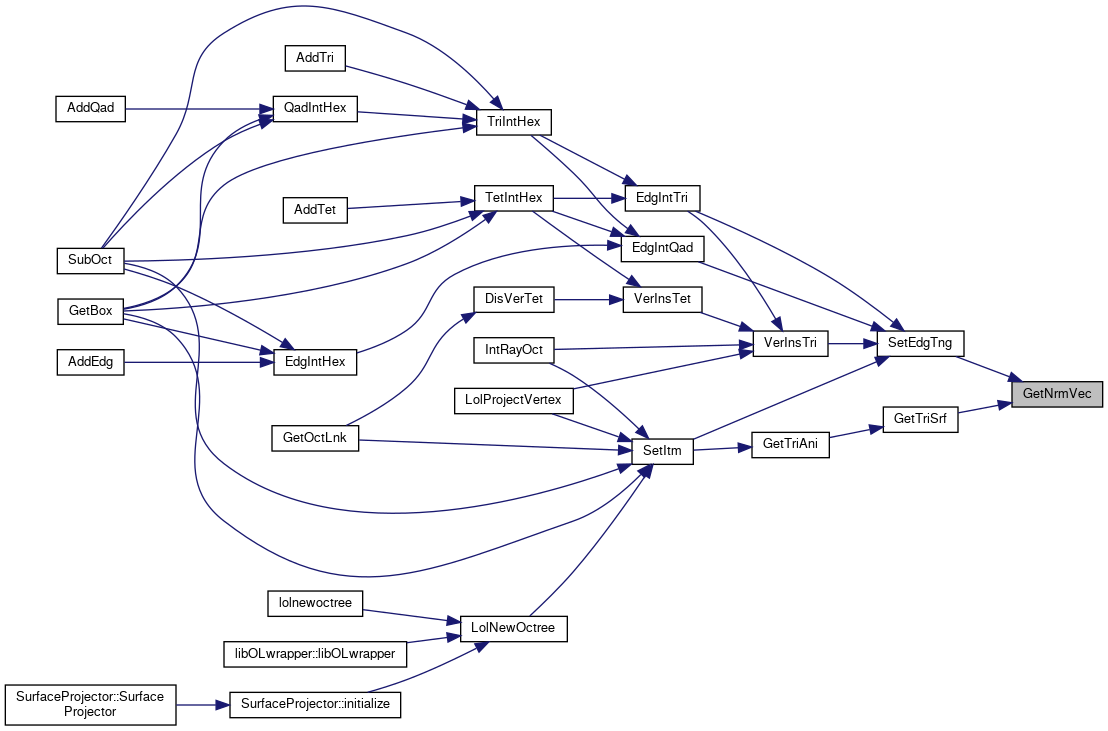 AddTri
AddQad
QadIntHex
TriIntHex
AddTet
TetIntHex
EdgIntTri
SubOct
EdgIntQad
GetBox
DisVerTet
VerInsTet
AddEdg
EdgIntHex
IntRayOct
VerInsTri
SetEdgTng
LolProjectVertex
GetNrmVec
GetOctLnk
SetItm
GetTriAni
GetTriSrf
lolnewoctree
LolNewOctree
libOLwrapper::libOLwrapper
SurfaceProjector::Surface
Projector
SurfaceProjector::initialize